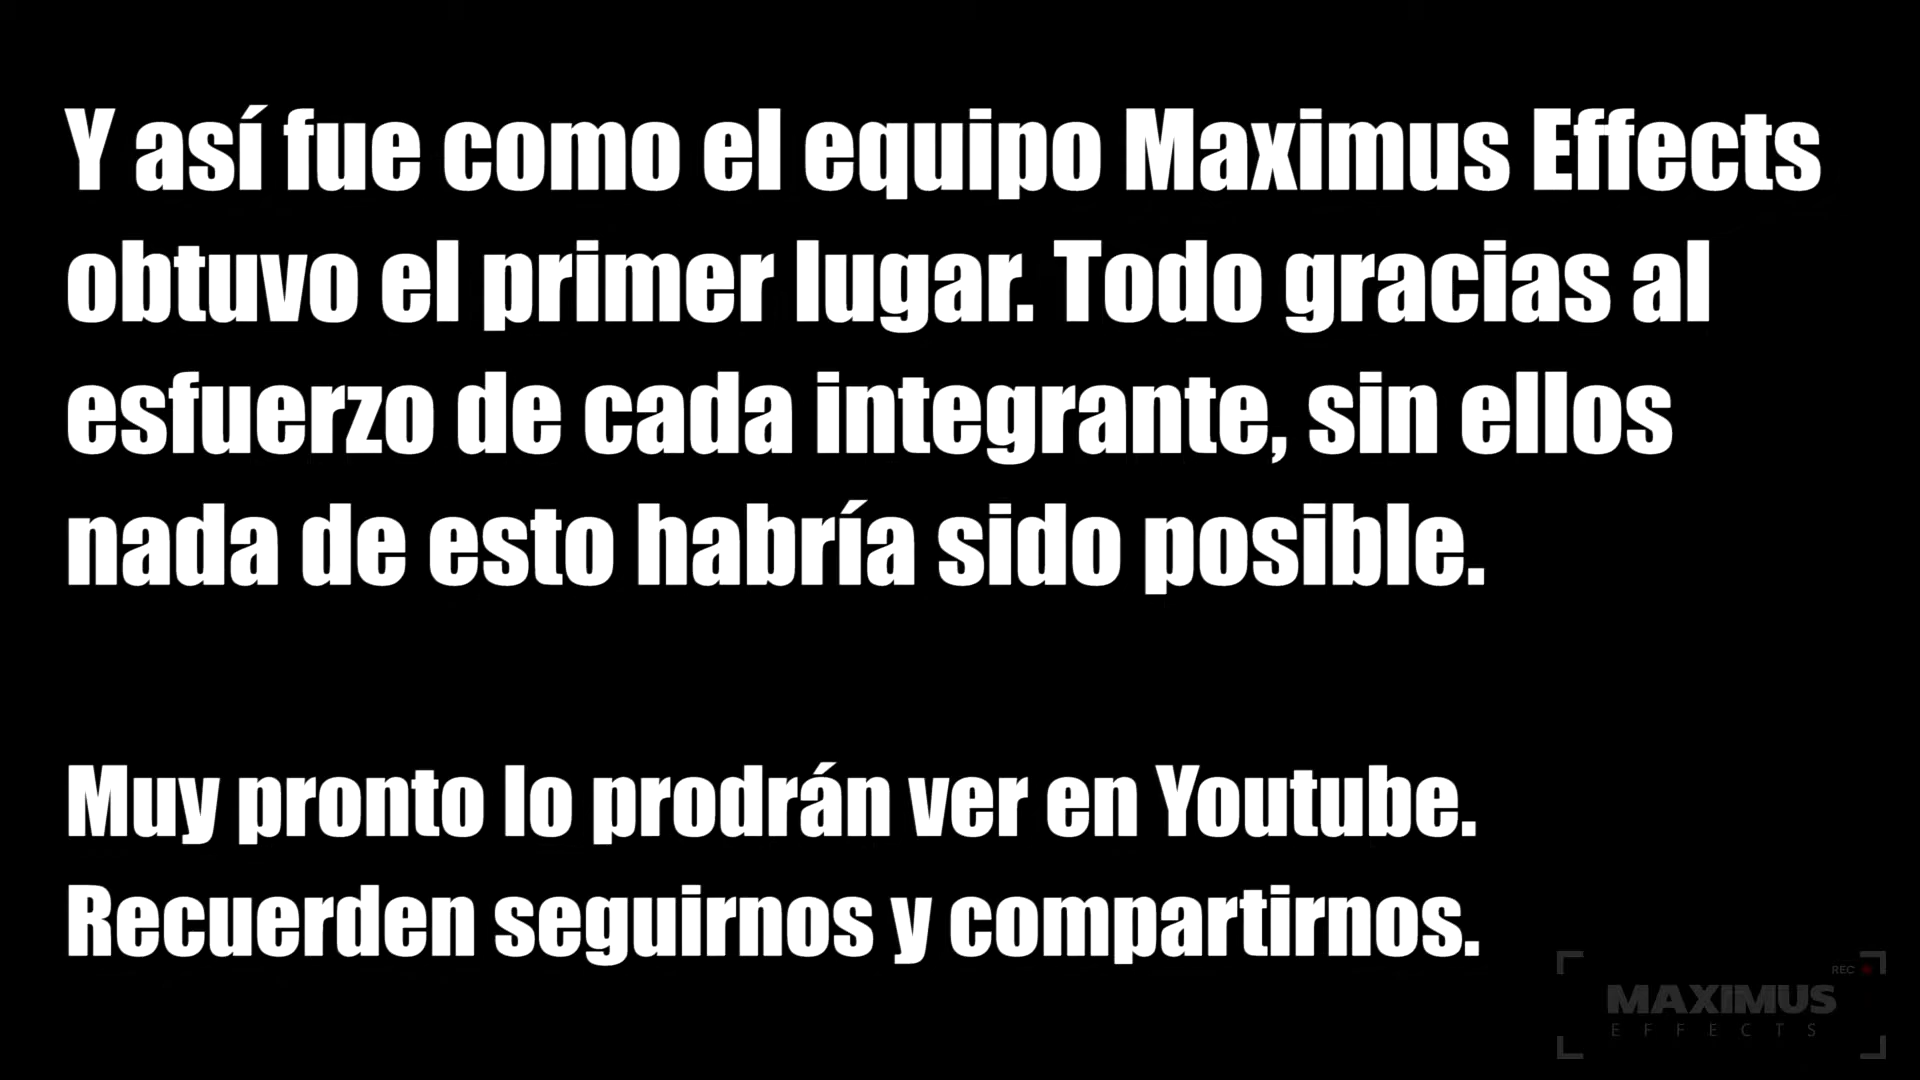 Y así fue como el equipo Maximus Effects
obtuvo el primer lugar. Todo gracias al
esfuerzo de cada integrante, sin ellos
nada de esto habría sido posible.
Muy pronto lo prodrán ver en Youtube.
Recuerden seguirnos y compartirnos.
REC
MAXIMUS
EFFECTS